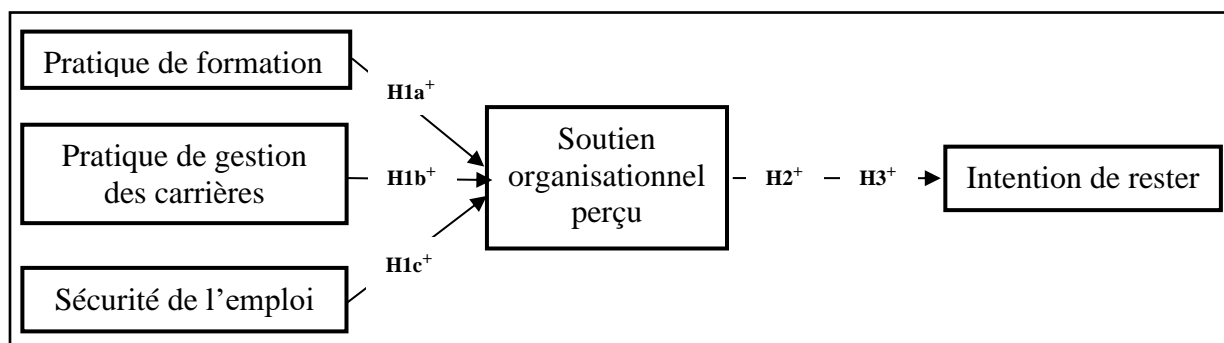 Pratique de formation
H1a⁺
Pratique de gestion
des carrières
H1b⁺
Sécurité de l’emploi
H1c⁺
Soutien
organisationnel
perçu
H2⁺
H3⁺
Intention de rester